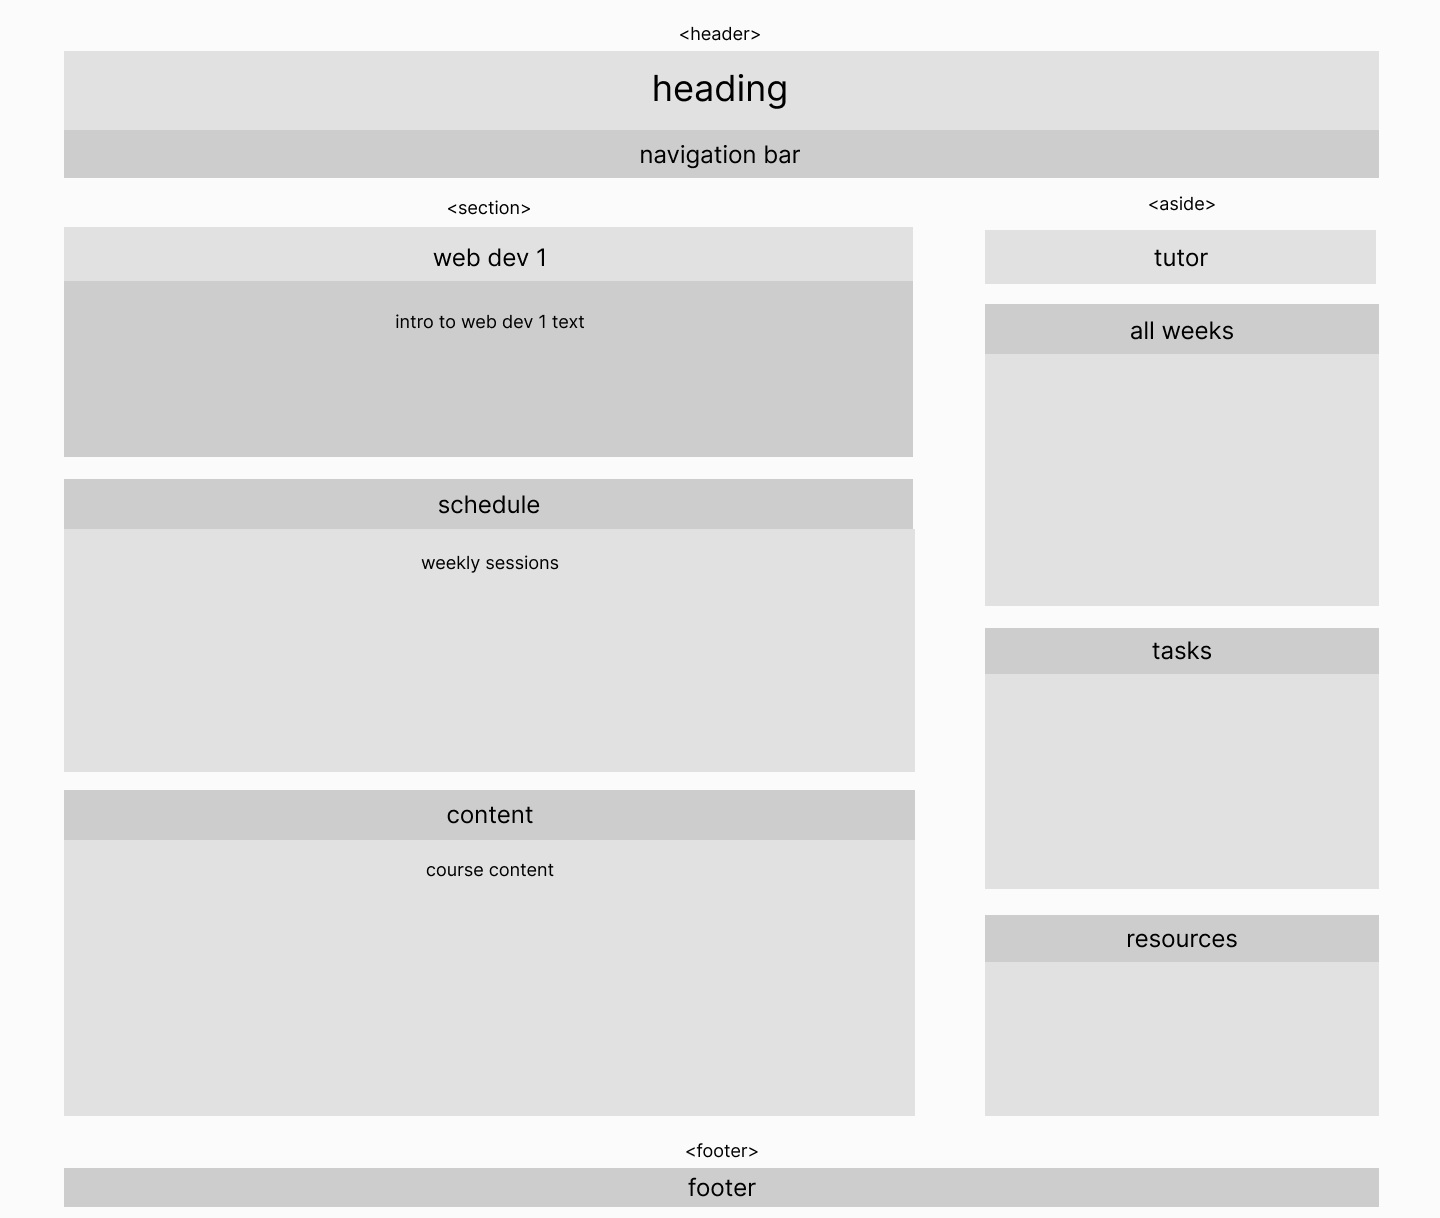 <header>
heading
navigation bar
<section>
web dev 1
intro to web dev 1 text
schedule
weekly sessions
content
course content
<aside>
tutor
all weeks
tasks
resources
<footer>
footer